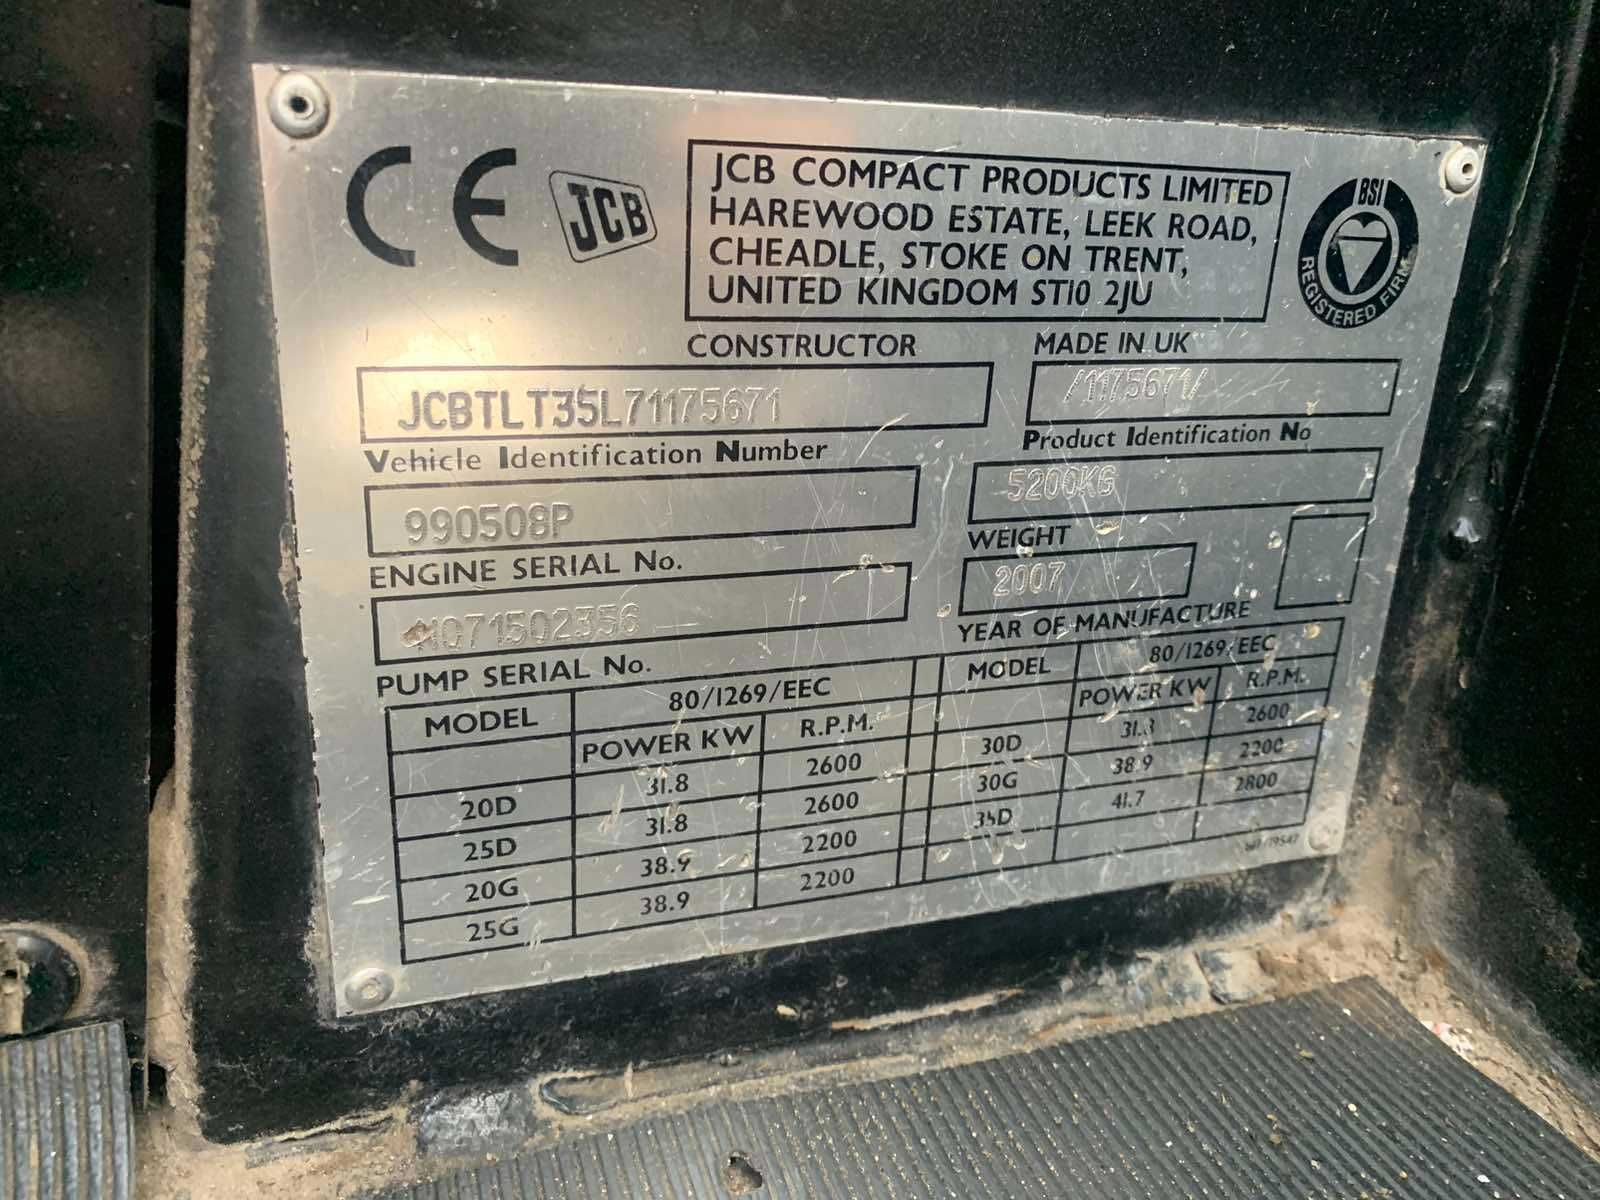 CE
JCB
JCB COMPACT PRODUCTS LIMITED
HAREWOOD ESTATE, LEEK ROAD,
CHEADLE, STOKE ON TRENT,
UNITED KINGDOM ST10 2JU
BSI
REGISTERED FIRM
CONSTRUCTOR
MADE IN UK
JCBTLT35L71175671
/1175671/
Vehicle Identification Number
Product Identification No
990508P
5200KG
ENGINE SERIAL No.
WEIGHT
2007
PUMP SERIAL No.
YEAR OF MANUFACTURE
MODEL 80/1269/EEC
POWER KW R.P.M.
20D 31.8 2600
25D 31.8 2600
20G 38.9 2200
25G 38.9 2200
MODEL 80/1269/EEC
POWER KW R.P.M.
30D 31.8 2600
30G 38.9 2200
35D 41.7 2800